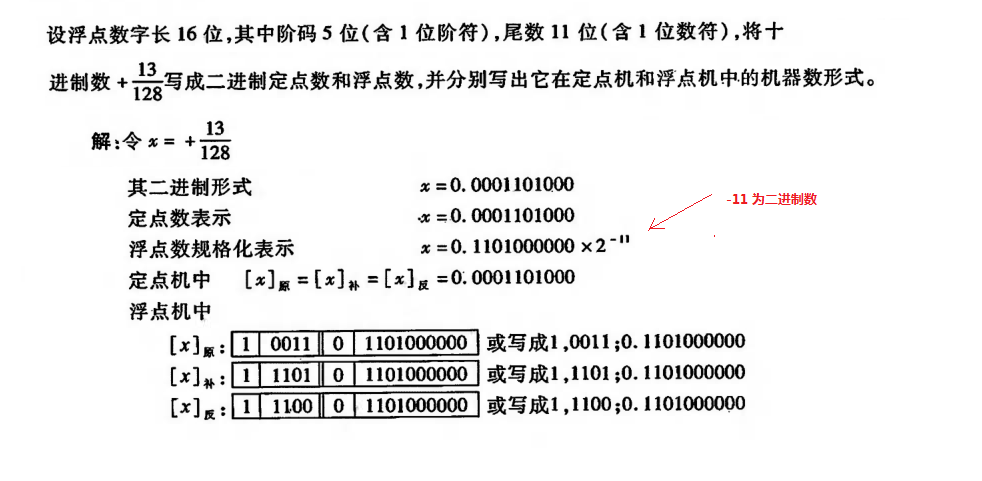 设浮点数字长 16 位,其中阶码 5 位(含 1 位阶符),尾数 11 位(含 1 位数符),将十
进制数 +13/128写成二进制定点数和浮点数,并分别写出它在定点机和浮点机中的机器数形式。
解:令 x = +13/128
其二进制形式 x = 0.0001101000
定点数表示 x = 0.0001101000
浮点数规格化表示 x = 0.1101000000 × 2⁻¹¹
-11 为二进制数
定点机中 [x]原 = [x]补 = [x]反 = 0.0001101000
浮点机中
[x]原: 1 0011 0 1101000000 或写成1,0011;0.1101000000
[x]补: 1 1101 0 1101000000 或写成1,1101;0.1101000000
[x]反: 1 1100 0 1101000000 或写成1,1100;0.1101000000